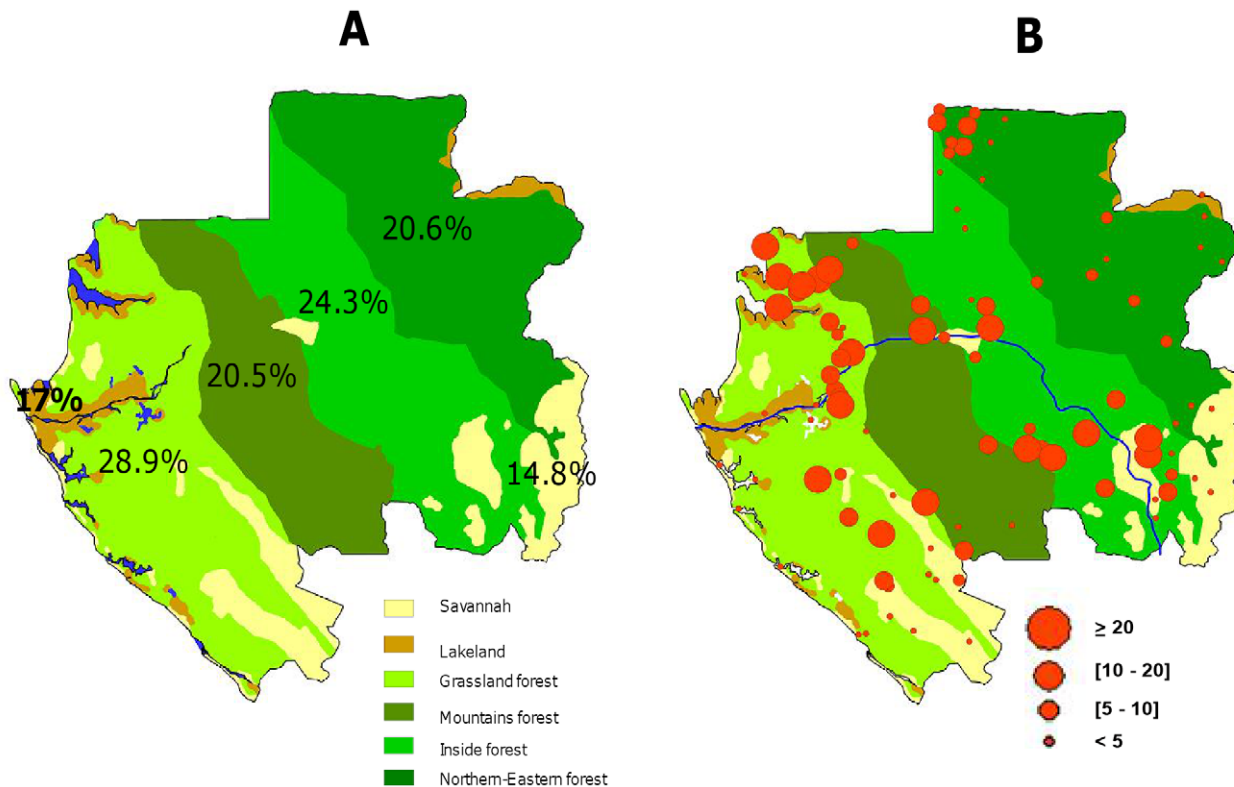 A
B
20.6%
24.3%
20.5%
17%
28.9%
14.8%
Savannah
Lakeland
Grassland forest
Mountains forest
Inside forest
Northern-Eastern forest
≥ 20
[10 - 20]
[5 - 10]
< 5